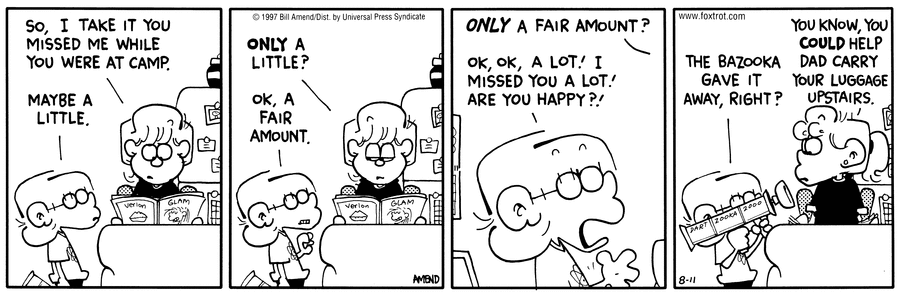 SO, I TAKE IT YOU
MISSED ME WHILE
YOU WERE AT CAMP.
MAYBE A
LITTLE.
Verlon
GLAM
© 1997 Bill Amend/Dist. by Universal Press Syndicate
ONLY A
LITTLE?
OK, A
FAIR
AMOUNT.
Verlon
GLAM
AMEND
ONLY A FAIR AMOUNT?
OK, OK, A LOT! I
MISSED YOU A LOT!
ARE YOU HAPPY?!
www.foxtrot.com
THE BAZOOKA
GAVE IT
AWAY, RIGHT?
YOU KNOW, YOU
COULD HELP
DAD CARRY
YOUR LUGGAGE
UPSTAIRS.
DART ZOOKA 2000
8-11